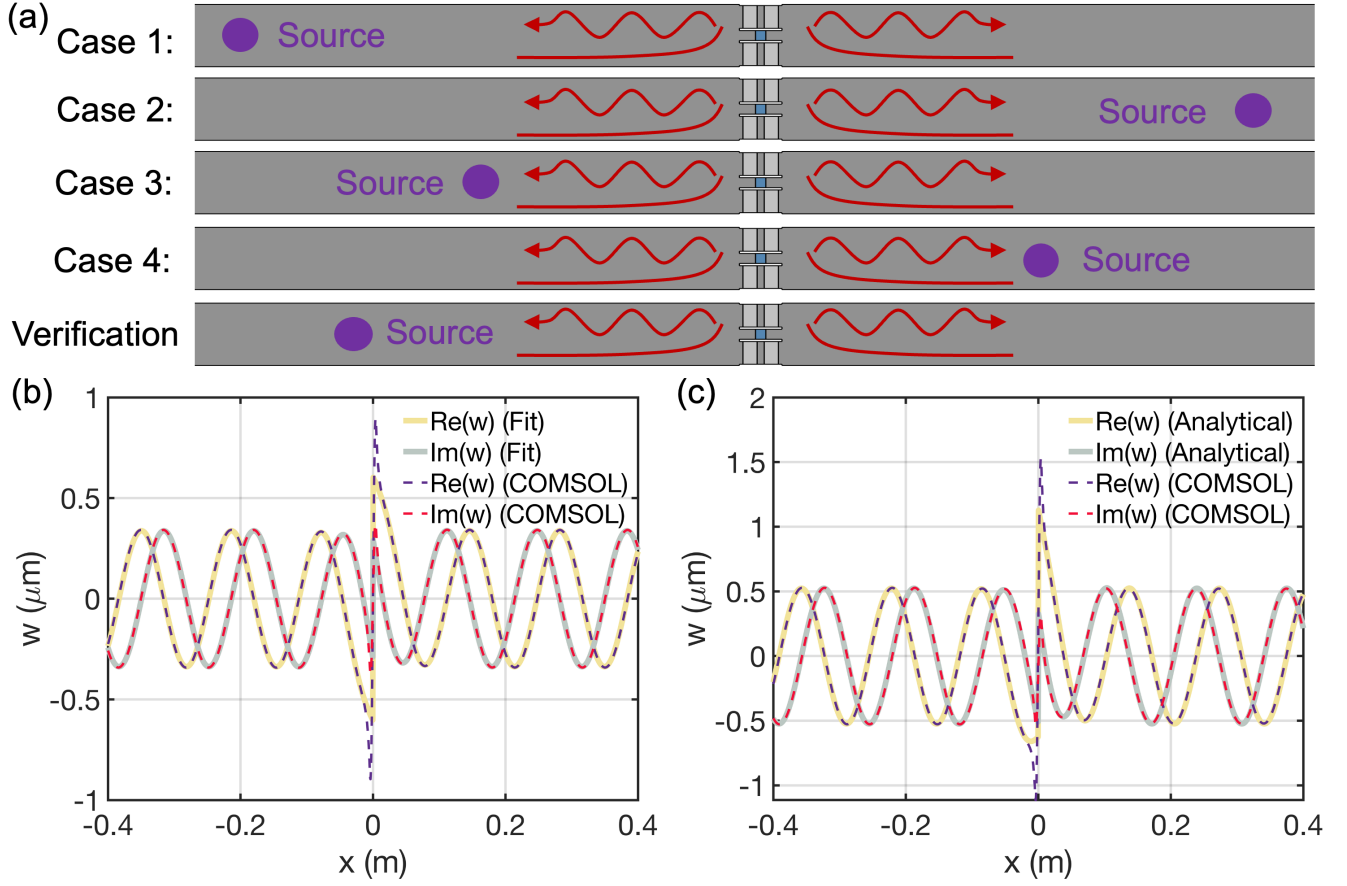 (a)
Case 1:
Source
Case 2:
Source
Case 3:
Source
Case 4:
Source
Verification
Source
(b)
1
0.5
0
-0.5
-1
w (μm)
Re(w) (Fit)
Im(w) (Fit)
Re(w) (COMSOL)
Im(w) (COMSOL)
-0.4
-0.2
0
0.2
0.4
x (m)
(c)
2
1.5
1
0.5
0
-0.5
-1
w (μm)
Re(w) (Analytical)
Im(w) (Analytical)
Re(w) (COMSOL)
Im(w) (COMSOL)
-0.4
-0.2
0
0.2
0.4
x (m)